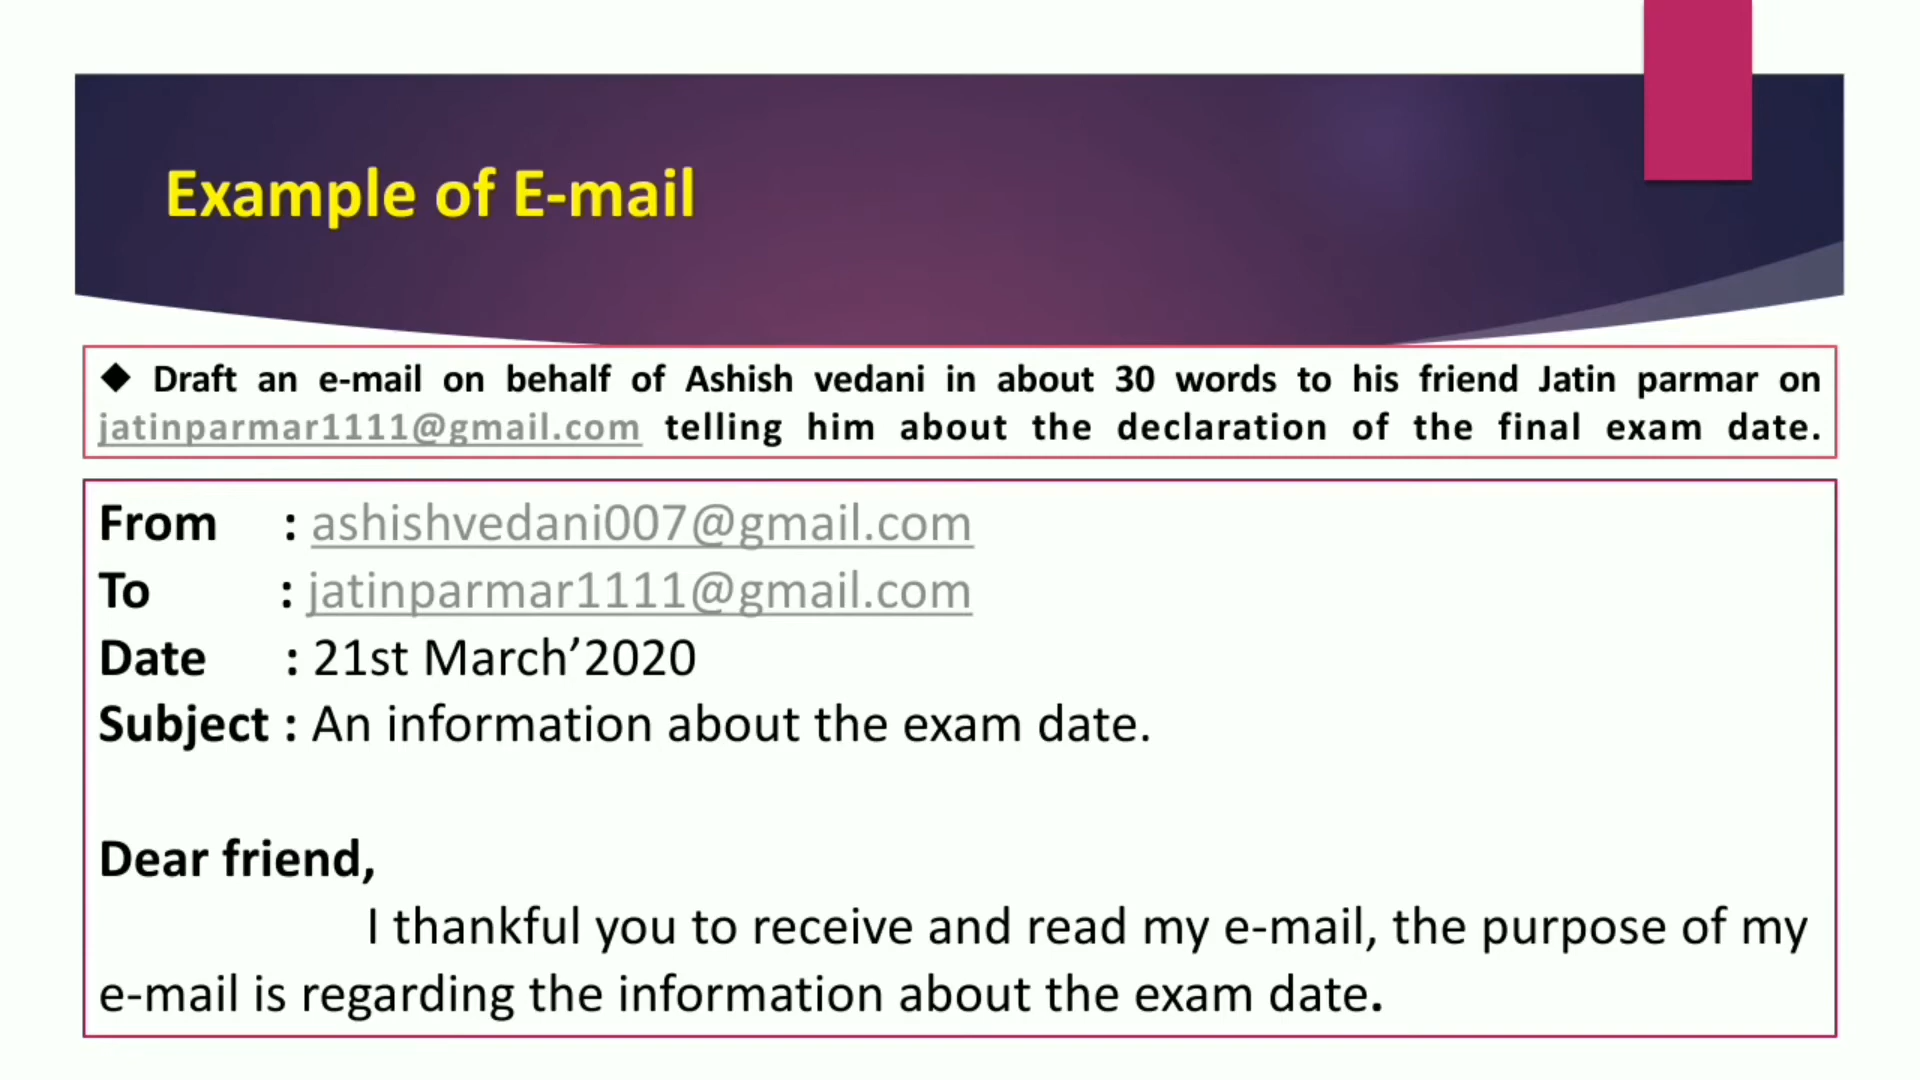 Example of E-mail
◆ Draft an e-mail on behalf of Ashish vedani in about 30 words to his friend Jatin parmar on
jatinparmar1111@gmail.com telling him about the declaration of the final exam date.
From : ashishvedani007@gmail.com
To : jatinparmar1111@gmail.com
Date : 21st March’2020
Subject : An information about the exam date.
Dear friend,
I thankful you to receive and read my e-mail, the purpose of my
e-mail is regarding the information about the exam date.